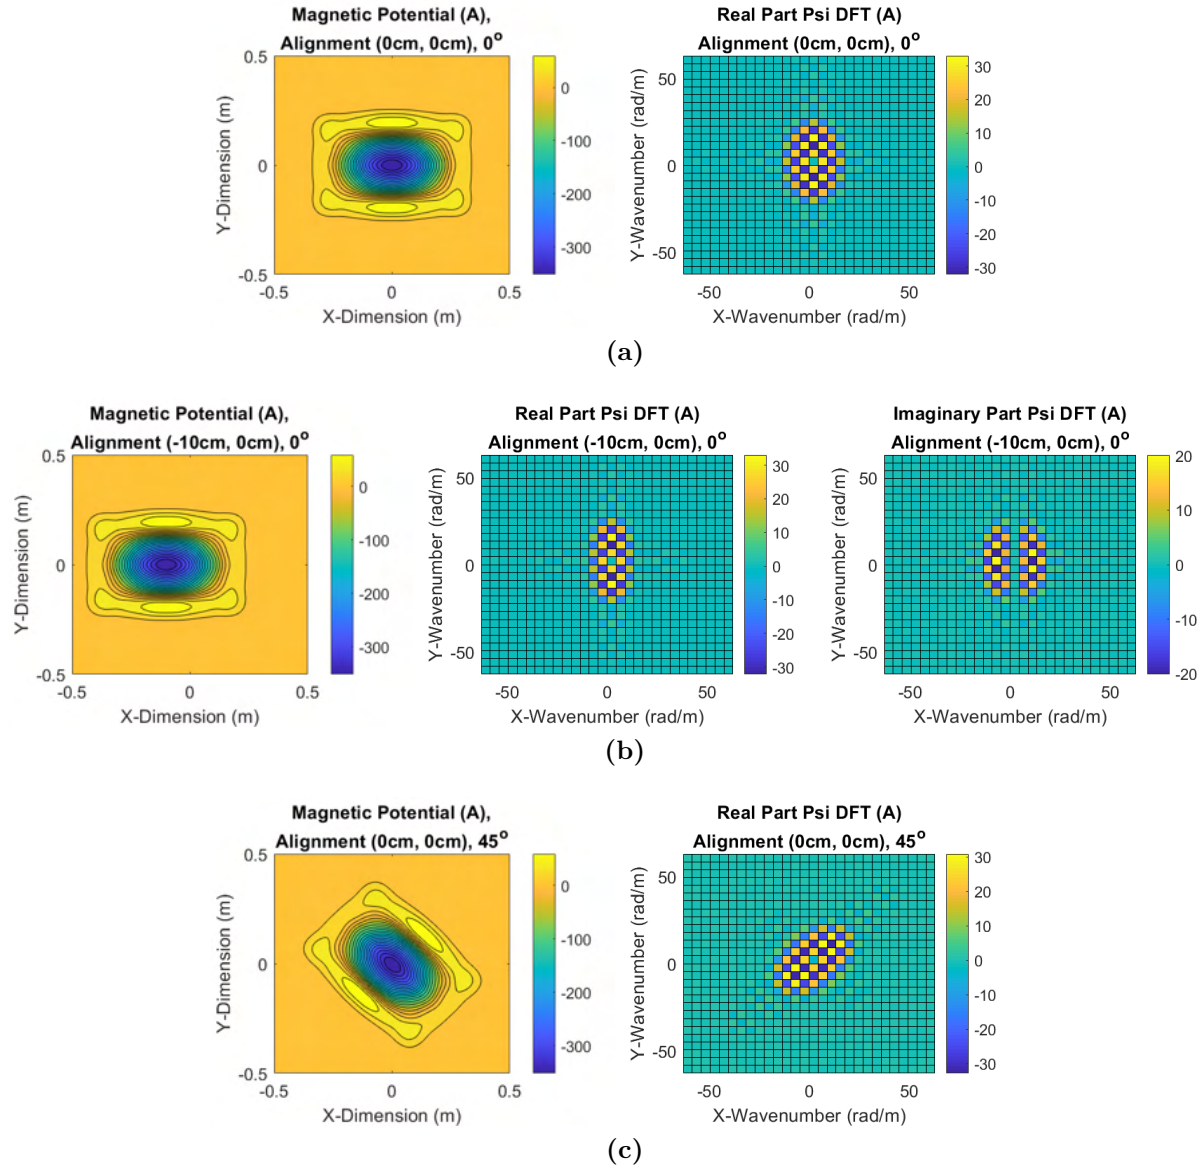 Magnetic Potential (A),
Alignment (0cm, 0cm), 0°
0.5
0
-0.5
-0.5
0
0.5
Y-Dimension (m)
X-Dimension (m)
0
-100
-200
-300
Real Part Psi DFT (A)
Alignment (0cm, 0cm), 0°
50
0
-50
-50
0
50
Y-Wavenumber (rad/m)
X-Wavenumber (rad/m)
30
20
10
0
-10
-20
-30
(a)
Magnetic Potential (A),
Alignment (-10cm, 0cm), 0°
0.5
0
-0.5
-0.5
0
0.5
Y-Dimension (m)
X-Dimension (m)
0
-100
-200
-300
Real Part Psi DFT (A)
Alignment (-10cm, 0cm), 0°
50
0
-50
-50
0
50
Y-Wavenumber (rad/m)
X-Wavenumber (rad/m)
30
20
10
0
-10
-20
-30
Imaginary Part Psi DFT (A)
Alignment (-10cm, 0cm), 0°
50
0
-50
-50
0
50
Y-Wavenumber (rad/m)
X-Wavenumber (rad/m)
20
10
0
-10
-20
(b)
Magnetic Potential (A),
Alignment (0cm, 0cm), 45°
0.5
0
-0.5
-0.5
0
0.5
Y-Dimension (m)
X-Dimension (m)
0
-100
-200
-300
Real Part Psi DFT (A)
Alignment (0cm, 0cm), 45°
50
0
-50
-50
0
50
Y-Wavenumber (rad/m)
X-Wavenumber (rad/m)
30
20
10
0
-10
-20
-30
(c)